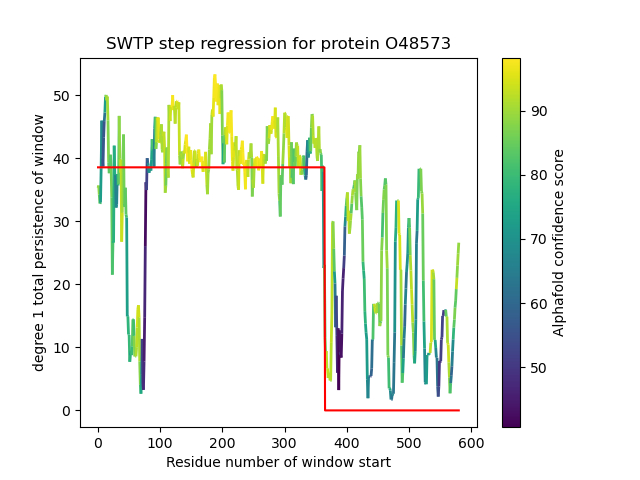 SWTP step regression for protein O48573
degree 1 total persistence of window
50
40
30
20
10
0
0 100 200 300 400 500 600
Residue number of window start
90
80
70
60
50
Alphafold confidence score